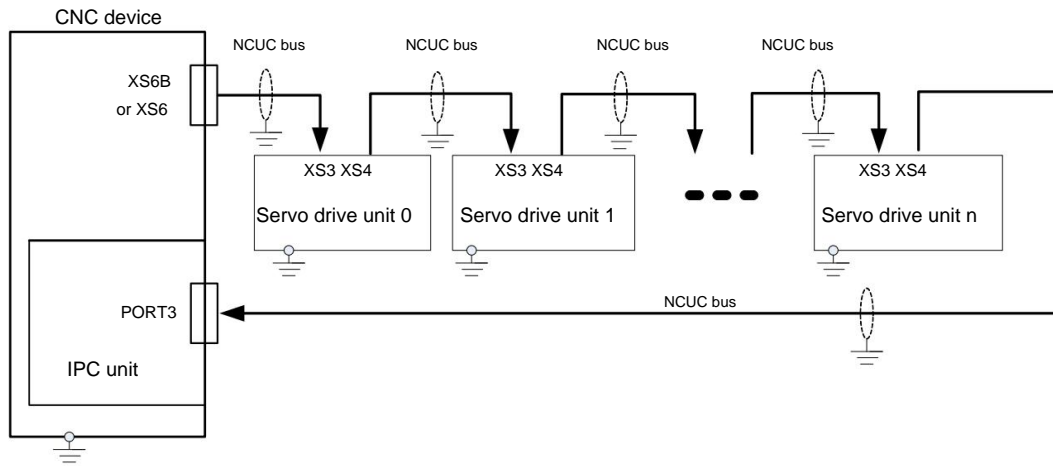 CNC device
NCUC bus
NCUC bus
NCUC bus
NCUC bus
XS6B
or XS6
XS3 XS4
XS3 XS4
XS3 XS4
Servo drive unit 0
Servo drive unit 1
Servo drive unit n
NCUC bus
PORT3
IPC unit